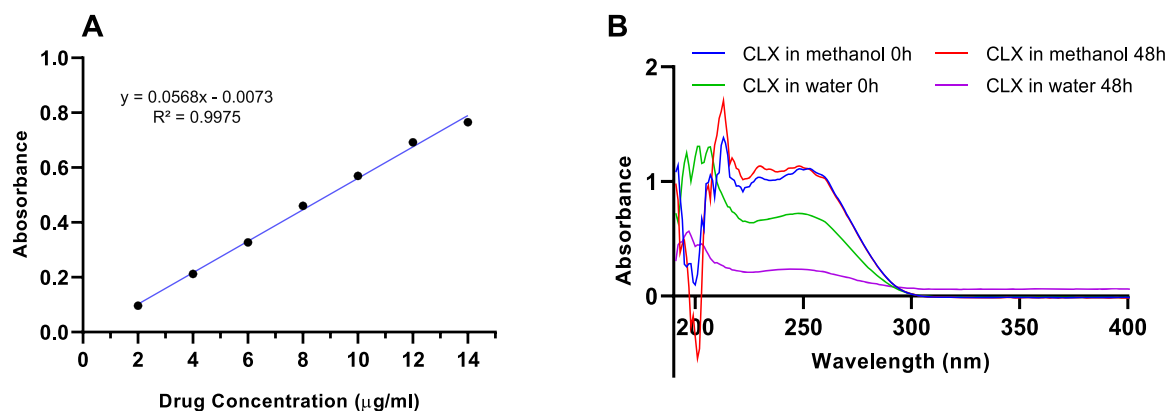 A
Abosorbance
1.0
0.8
0.6
0.4
0.2
0.0
y = 0.0568x - 0.0073
R² = 0.9975
0 2 4 6 8 10 12 14
Drug Concentration (μg/ml)
B
CLX in methanol 0h CLX in methanol 48h
CLX in water 0h CLX in water 48h
Absorbance
2
1
0
200 250 300 350 400
Wavelength (nm)